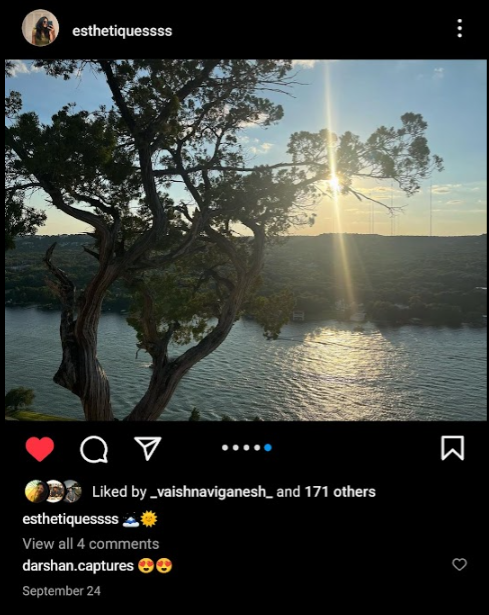 esthetiquessss
Liked by _vaishnaviganesh_ and 171 others
esthetiquessss 🗻🌞
View all 4 comments
darshan.captures 😍😍
September 24